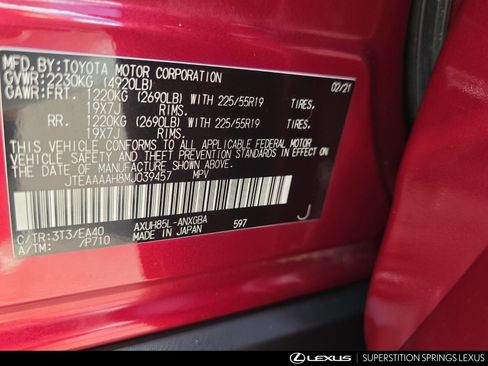 MFD.BY:TOYOTA MOTOR CORPORATION 02/21
GVWR:2230KG (4920LB)
GAWR:FRT. 1220KG (2690LB) WITH 225/55R19 TIRES.
19X7J RIMS.
RR. 1220KG (2690LB) WITH 225/55R19 TIRES.
19X7J RIMS.
THIS VEHICLE CONFORMS TO ALL APPLICABLE FEDERAL MOTOR
VEHICLE SAFETY AND THEFT PREVENTION STANDARDS IN EFFECT ON
THE DATE OF MANUFACTURE SHOWN ABOVE.
JTEAAAAH8MJ039457 MPV
C/TR:3T3/EA40 AXUH85L-ANXGBA 597 J
A/TM: /P710 MADE IN JAPAN
LEXUS SUPERSTITION SPRINGS LEXUS